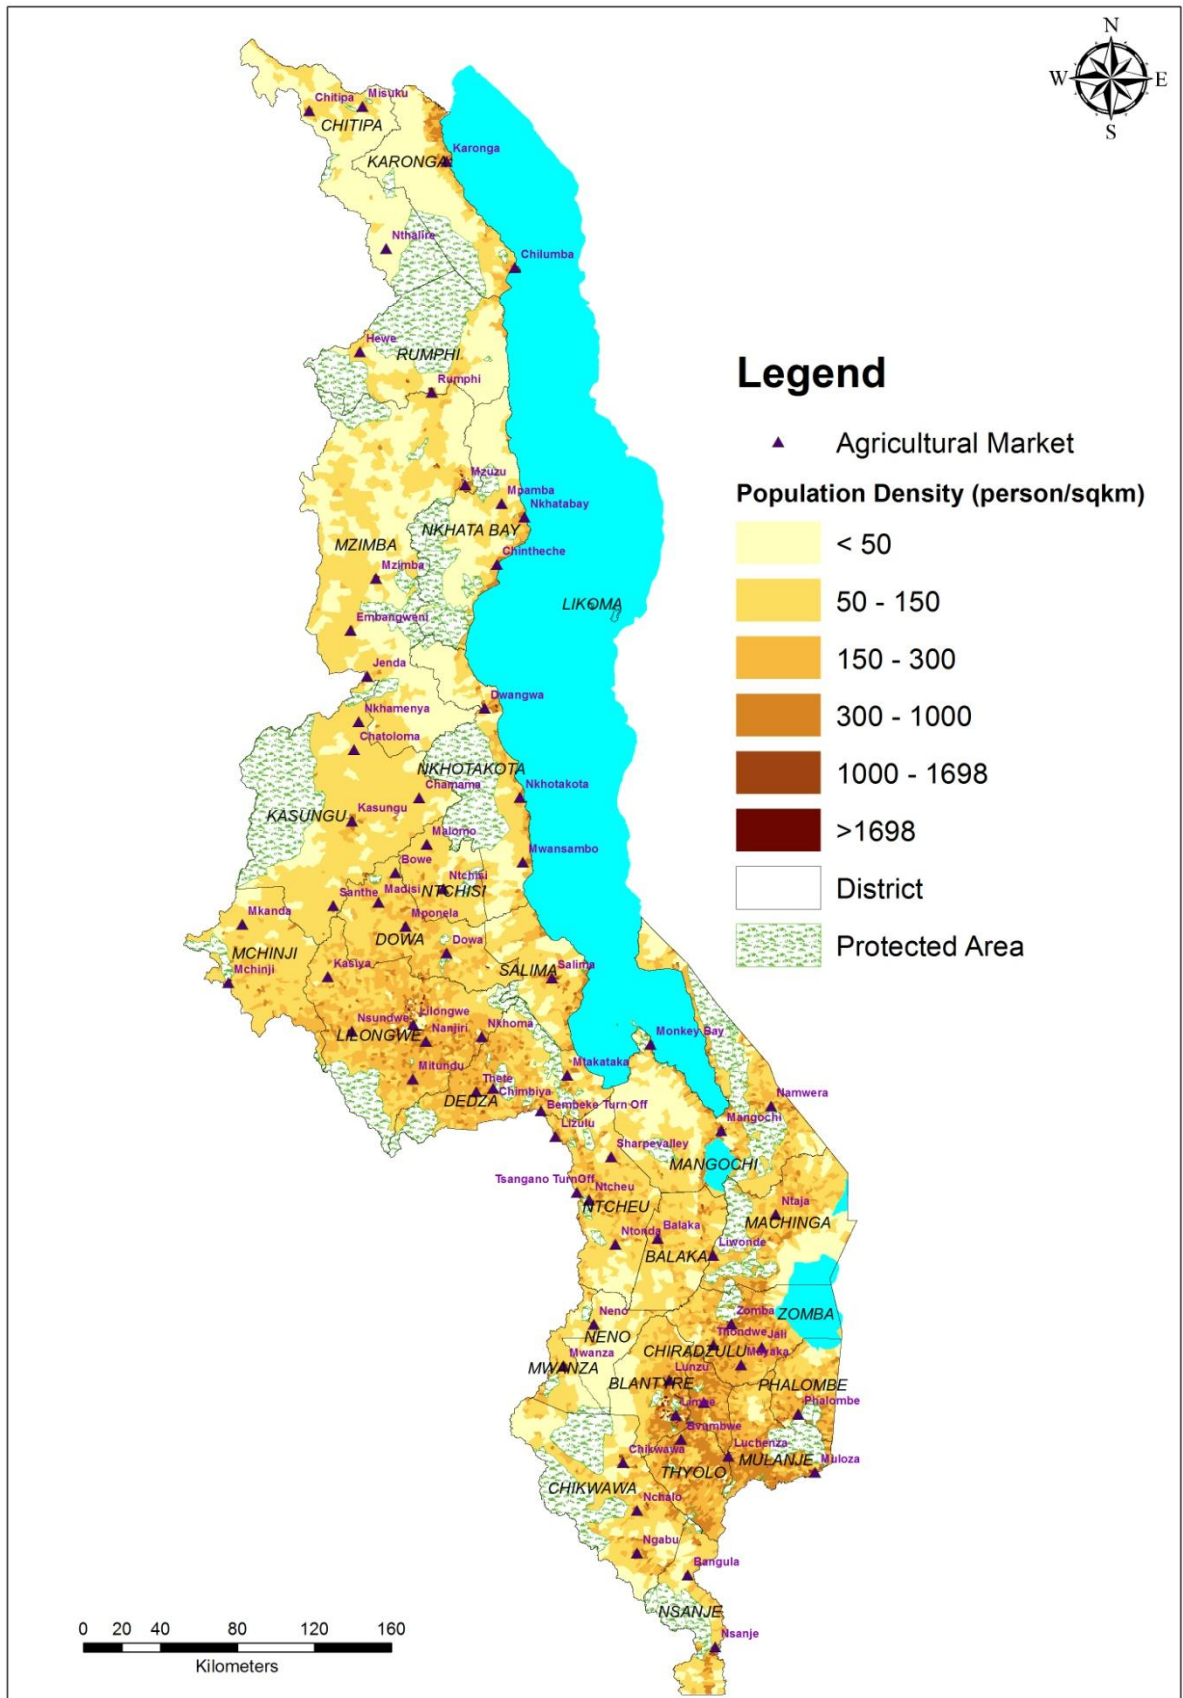 N
W E
S
Chitipa
Misuku
CHITIPA
KARONGA
Karonga
Nthalire
Chilumba
Hewe
RUMPHI
Rumphi
Legend
Agricultural Market
Population Density (person/sqkm)
< 50
50 - 150
150 - 300
300 - 1000
1000 - 1698
>1698
District
Protected Area
Mzuzu
Mpamba
Nkhatabay
NKHATA BAY
MZIMBA
Chintheche
Mzimba
LIKOMA
Embangweni
Jenda
Dwangwa
Nkhamenya
Chatoloma
NKHOTAKOTA
Chamama
Nkhotakota
KASUNGU
Kasungu
Malomo
Bowe
Mwansambo
Ntchisi
NTCHISI
Santhe
Madisi
Mkanda
Mponela
DOWA
Dowa
MCHINJI
Mchinji
Kasiya
SALIMA
Salima
Nsundwe
Lilongwe
LILONGWE
Nanjiri
Nkhoma
Monkey Bay
Mitundu
Mtakataka
Thete
Chimbiya
DEDZA
Bembeke Turn Off
Namwera
Lizulu
Mangochi
Sharpevalley
MANGOCHI
Tsangano TurnOff
Ntcheu
NTCHEU
Ntaja
MACHINGA
Ntonda
Balaka
BALAKA
Liwonde
Neno
NENO
Zomba
ZOMBA
Thondwe
Jali
CHIRADZULU
Mayaka
Mwanza
MWANZA
Lunzu
BLANTYRE
PHALOMBE
Phalombe
Limbe
Bvumbwe
Chikwawa
Luchenza
MULANJE
Muloza
THYOLO
CHIKWAWA
Nchalo
Ngabu
Bangula
NSANJE
Nsanje
0 20 40 80 120 160
Kilometers